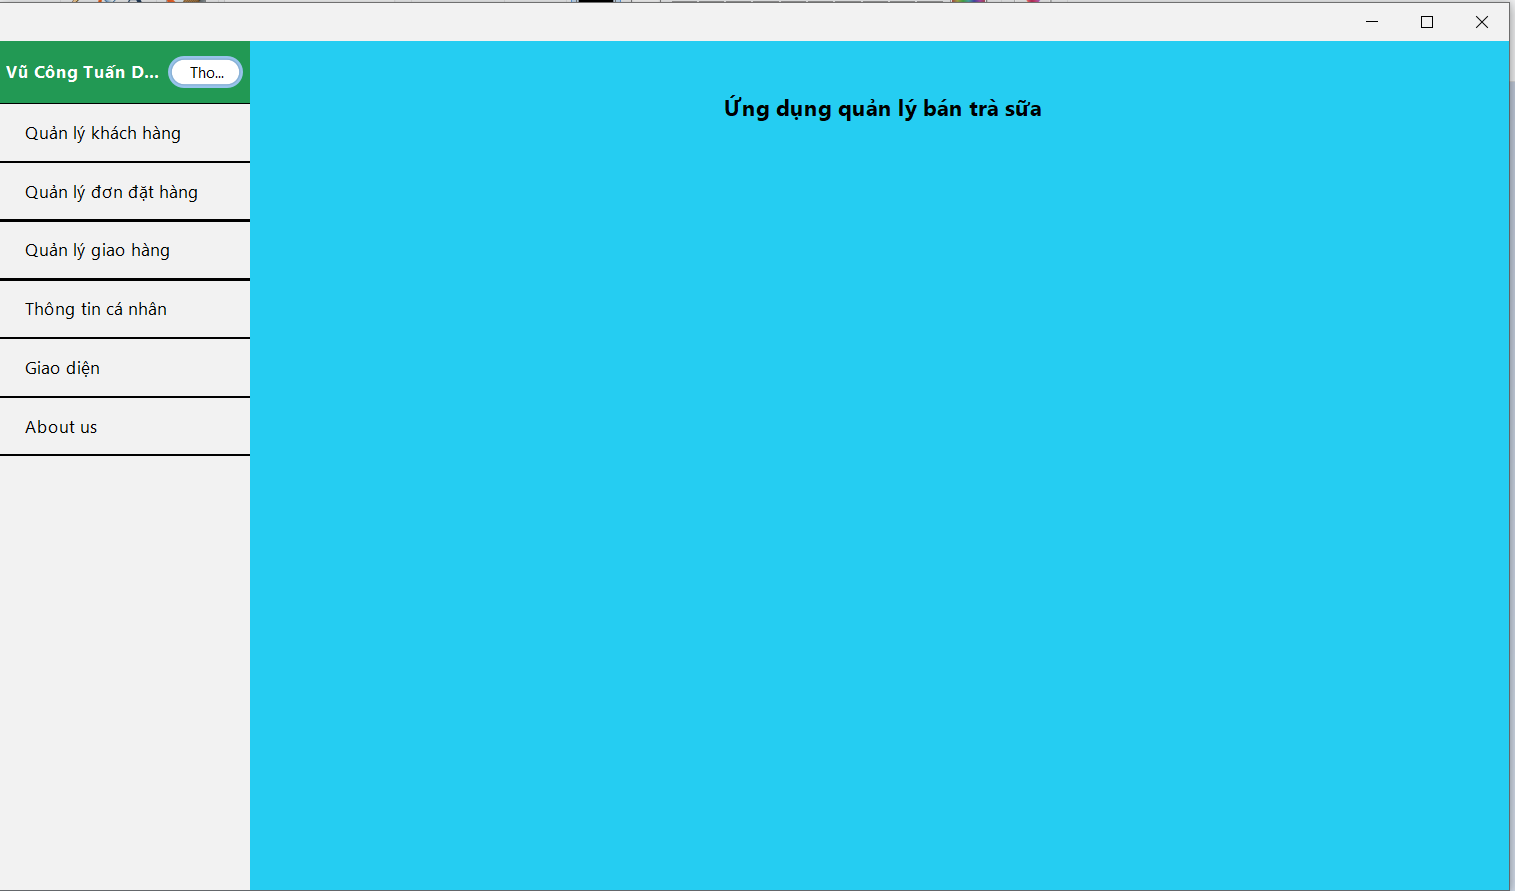 Vũ Công Tuấn D... Tho...
Ứng dụng quản lý bán trà sữa
Quản lý khách hàng
Quản lý đơn đặt hàng
Quản lý giao hàng
Thông tin cá nhân
Giao diện
About us